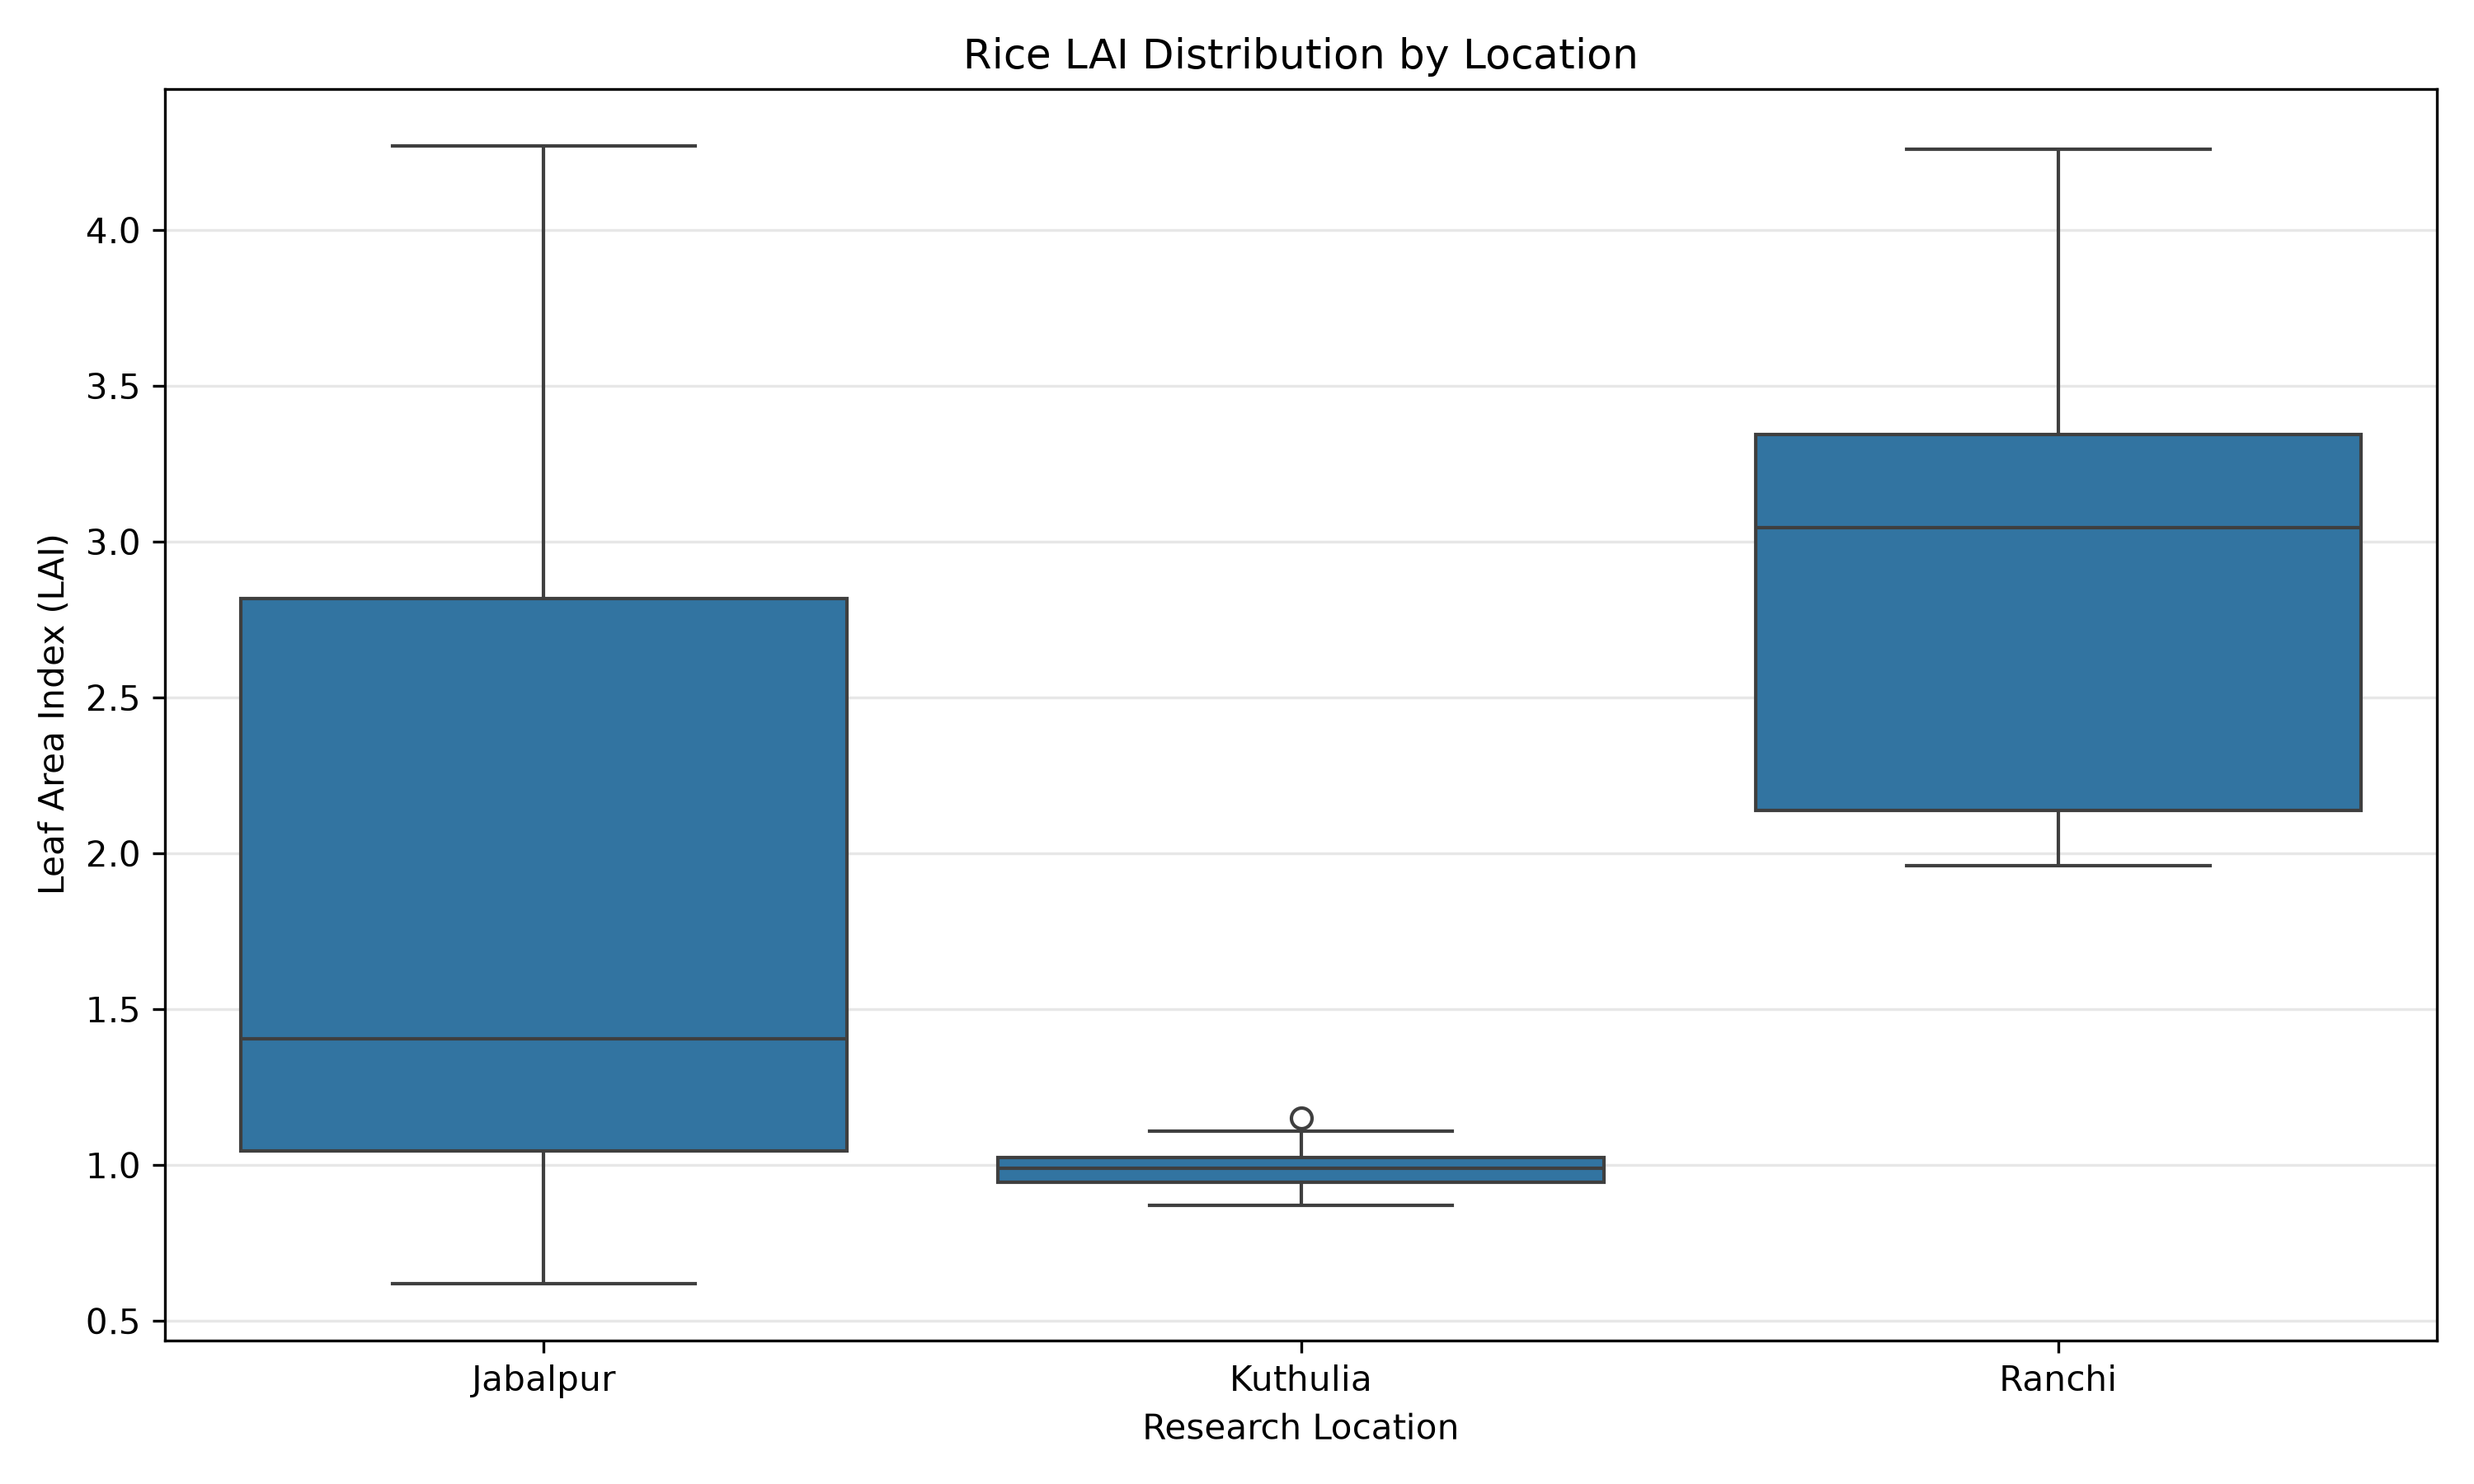 Rice LAI Distribution by Location
Leaf Area Index (LAI)
4.0
3.5
3.0
2.5
2.0
1.5
1.0
0.5
Jabalpur
Kuthulia
Ranchi
Research Location